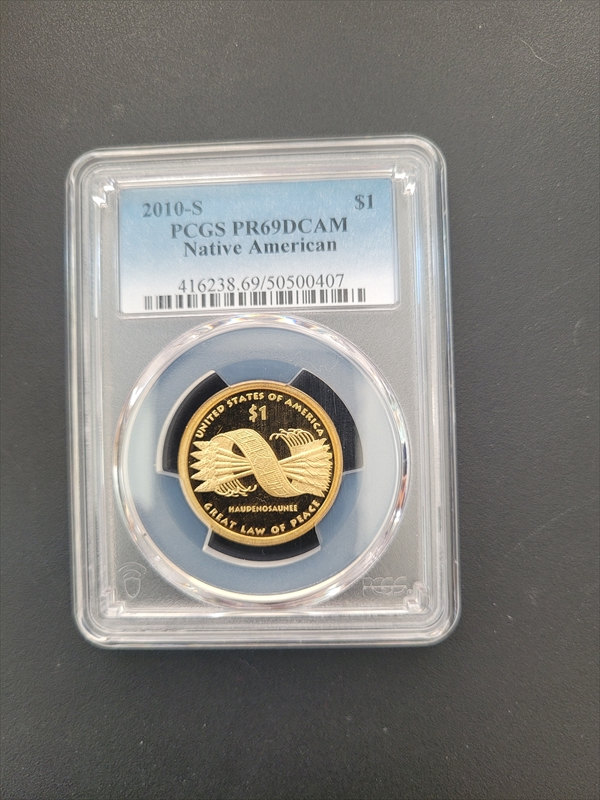 2010-S $1
PCGS PR69DCAM
Native American
416238.69/50500407
UNITED STATES OF AMERICA
$1
HAUDENOSAUNEE
GREAT LAW OF PEACE
PCGS